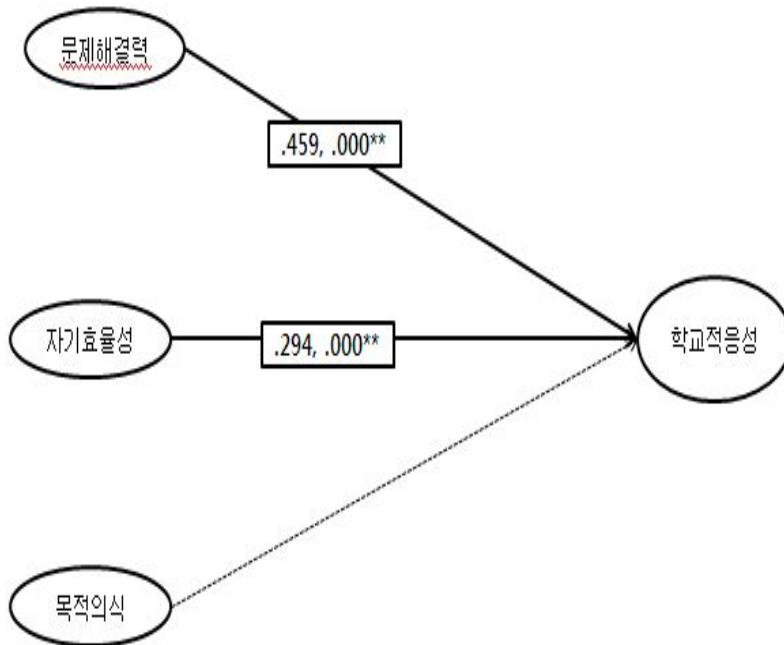 문제해결력
.459, .000**
자기효율성
.294, .000**
학교적응성
목적의식